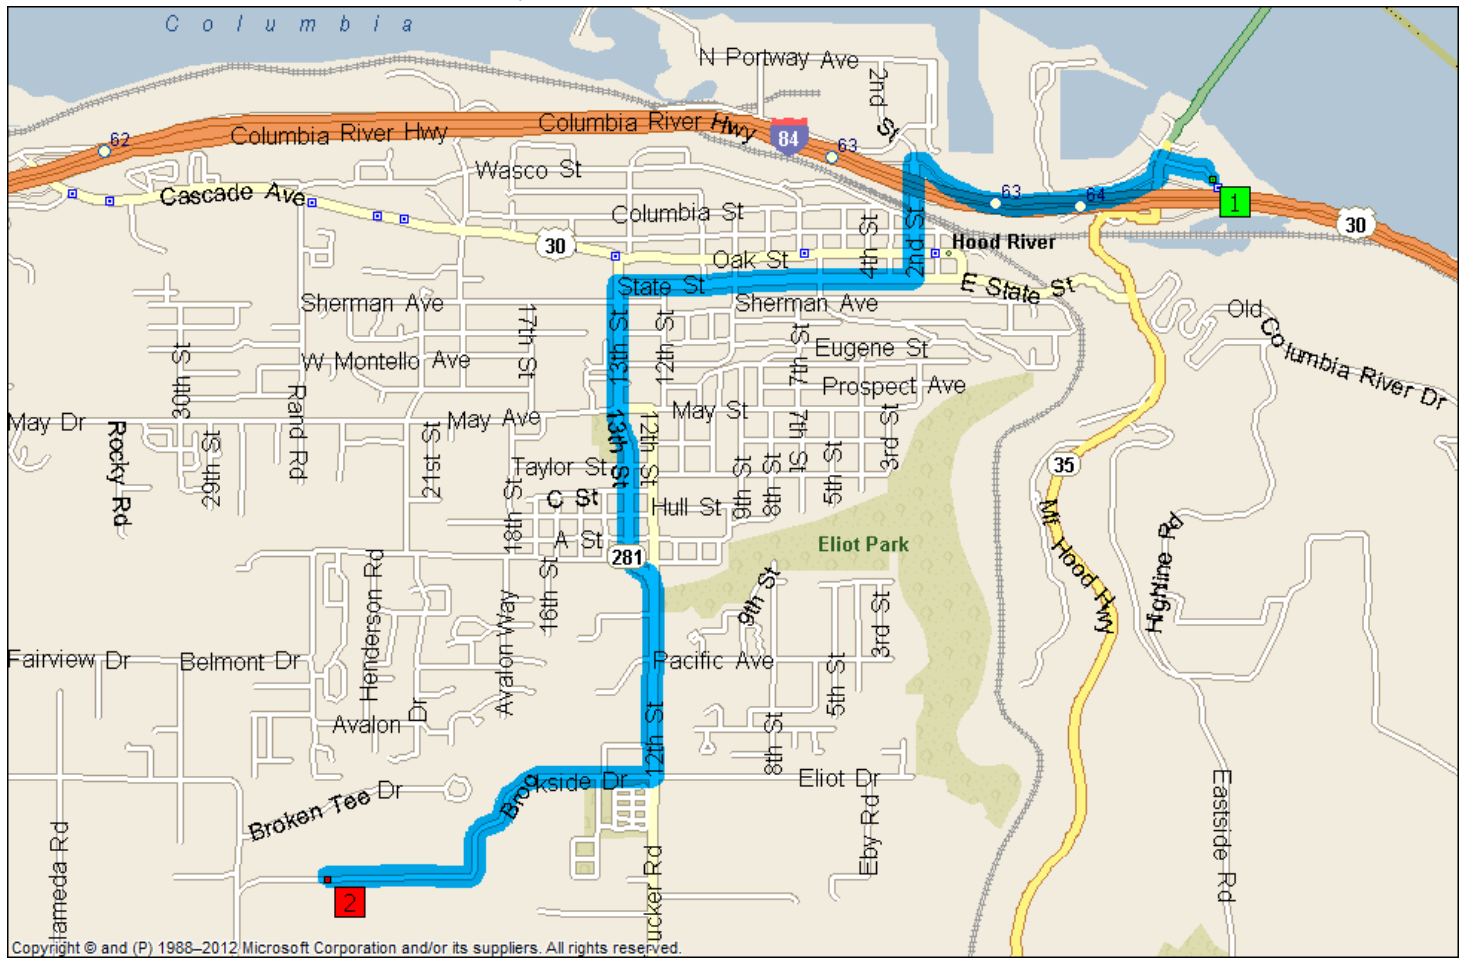 Columbia
N Portway Ave
2nd St
62
Columbia River Hwy
Columbia River Hwy
84
63
Wasco St
Cascade Ave
63
64
1
Columbia St
4th St
2nd St
30
30
Hood River
Oak St
State St
E State St
Sherman Ave
Sherman Ave
Old Columbia River Dr
17th St
13th St
12th St
7th St
Eugene St
30th St
W Montello Ave
Prospect Ave
Rand Rd
May Dr
May Ave
May St
Rocky Rd
29th St
21st St
13th St
12th St
7th St
3rd St
Taylor St
9th St
8th St
5th St
35
18th St
C St
Hull St
A St
281
Eliot Park
Mt Hood Hwy
Highline Rd
Henderson Rd
16th St
9th St
Avalon Way
3rd St
Fairview Dr
Belmont Dr
Pacific Ave
5th St
Avalon Dr
12th St
8th St
Brookside Dr
Eliot Dr
Broken Tee Dr
Eastside Rd
Eby Rd
lameda Rd
ucker Rd
2
Copyright © and (P) 1988–2012 Microsoft Corporation and/or its suppliers. All rights reserved.